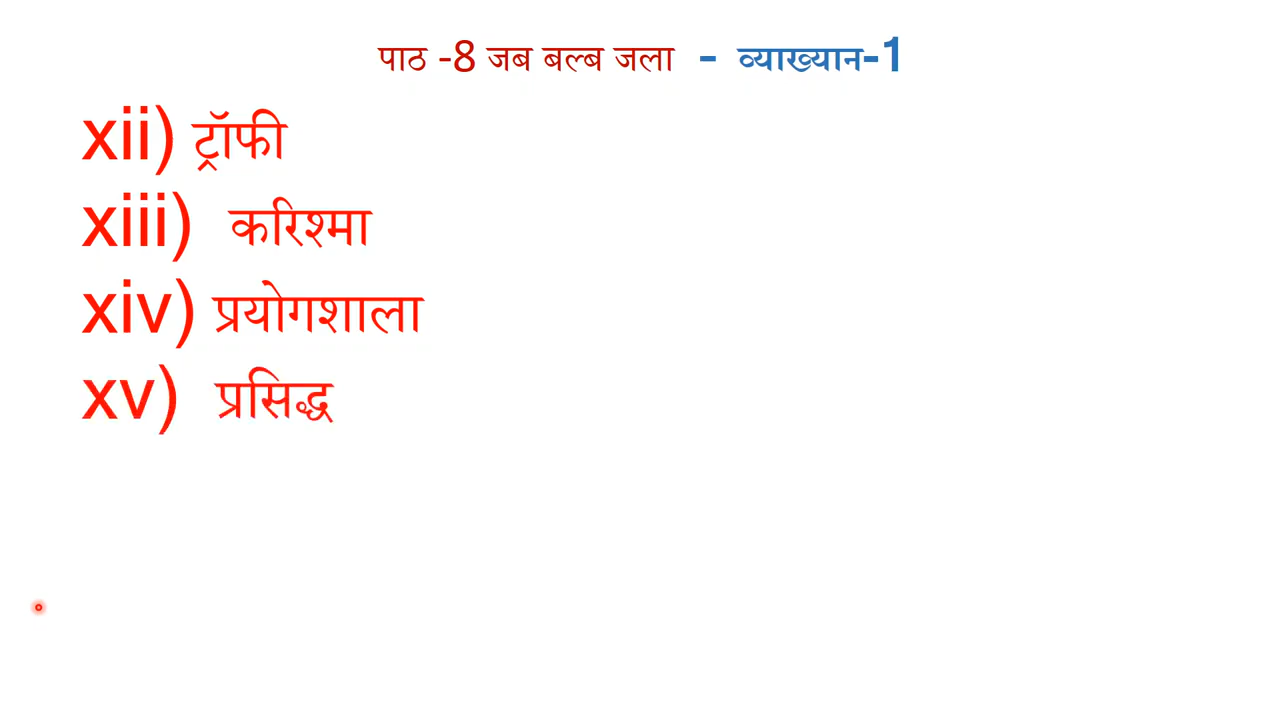 पाठ -8 जब बल्ब जला - व्याख्यान-1
xii) ट्रॉफी
xiii) करिश्मा
xiv) प्रयोगशाला
xv) प्रसिद्ध